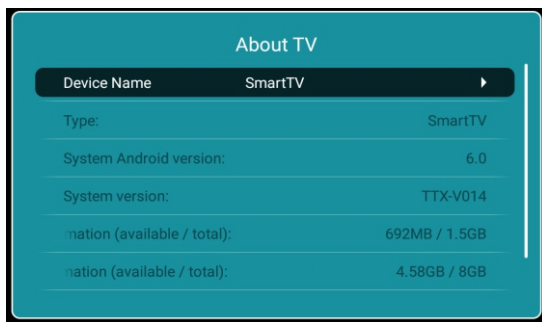 About TV
Device Name SmartTV
Type: SmartTV
System Android version: 6.0
System version: TTX-V014
mation (available / total): 692MB / 1.5GB
nation (available / total): 4.58GB / 8GB